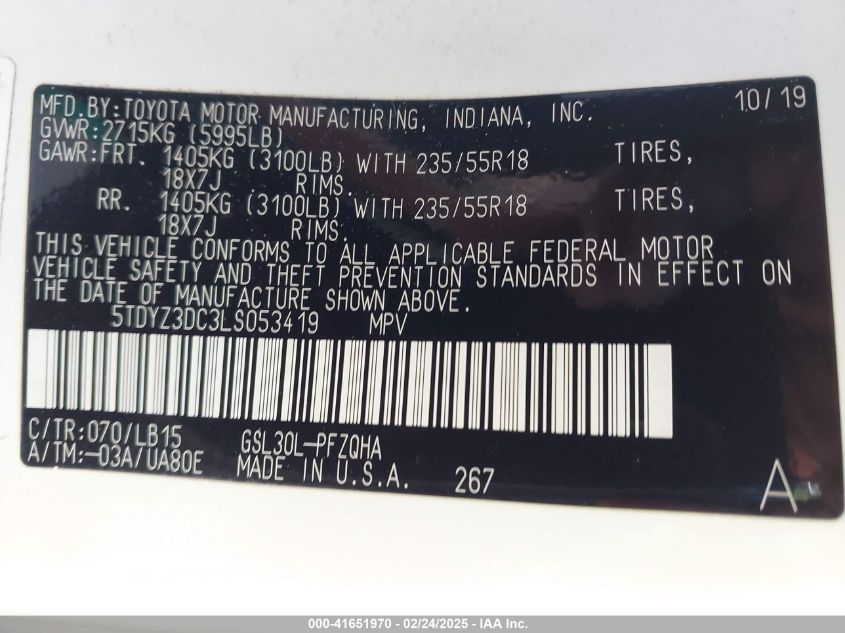 MFD.BY:TOYOTA MOTOR MANUFACTURING, INDIANA, INC. 10/19
GVWR:2715KG (5995LB)
GAWR:FRT. 1405KG (3100LB) WITH 235/55R18 TIRES,
18X7J RIMS.
RR. 1405KG (3100LB) WITH 235/55R18 TIRES,
18X7J RIMS.
THIS VEHICLE CONFORMS TO ALL APPLICABLE FEDERAL MOTOR
VEHICLE SAFETY AND THEFT PREVENTION STANDARDS IN EFFECT ON
THE DATE OF MANUFACTURE SHOWN ABOVE.
5TDYZ3DC3LS053419 MPV
C/TR:070/LB15 GSL30L-PFZQHA
A/TM:-03A/UA80E MADE IN U.S.A. 267
A
000-41651970 - 02/24/2025 - IAA Inc.